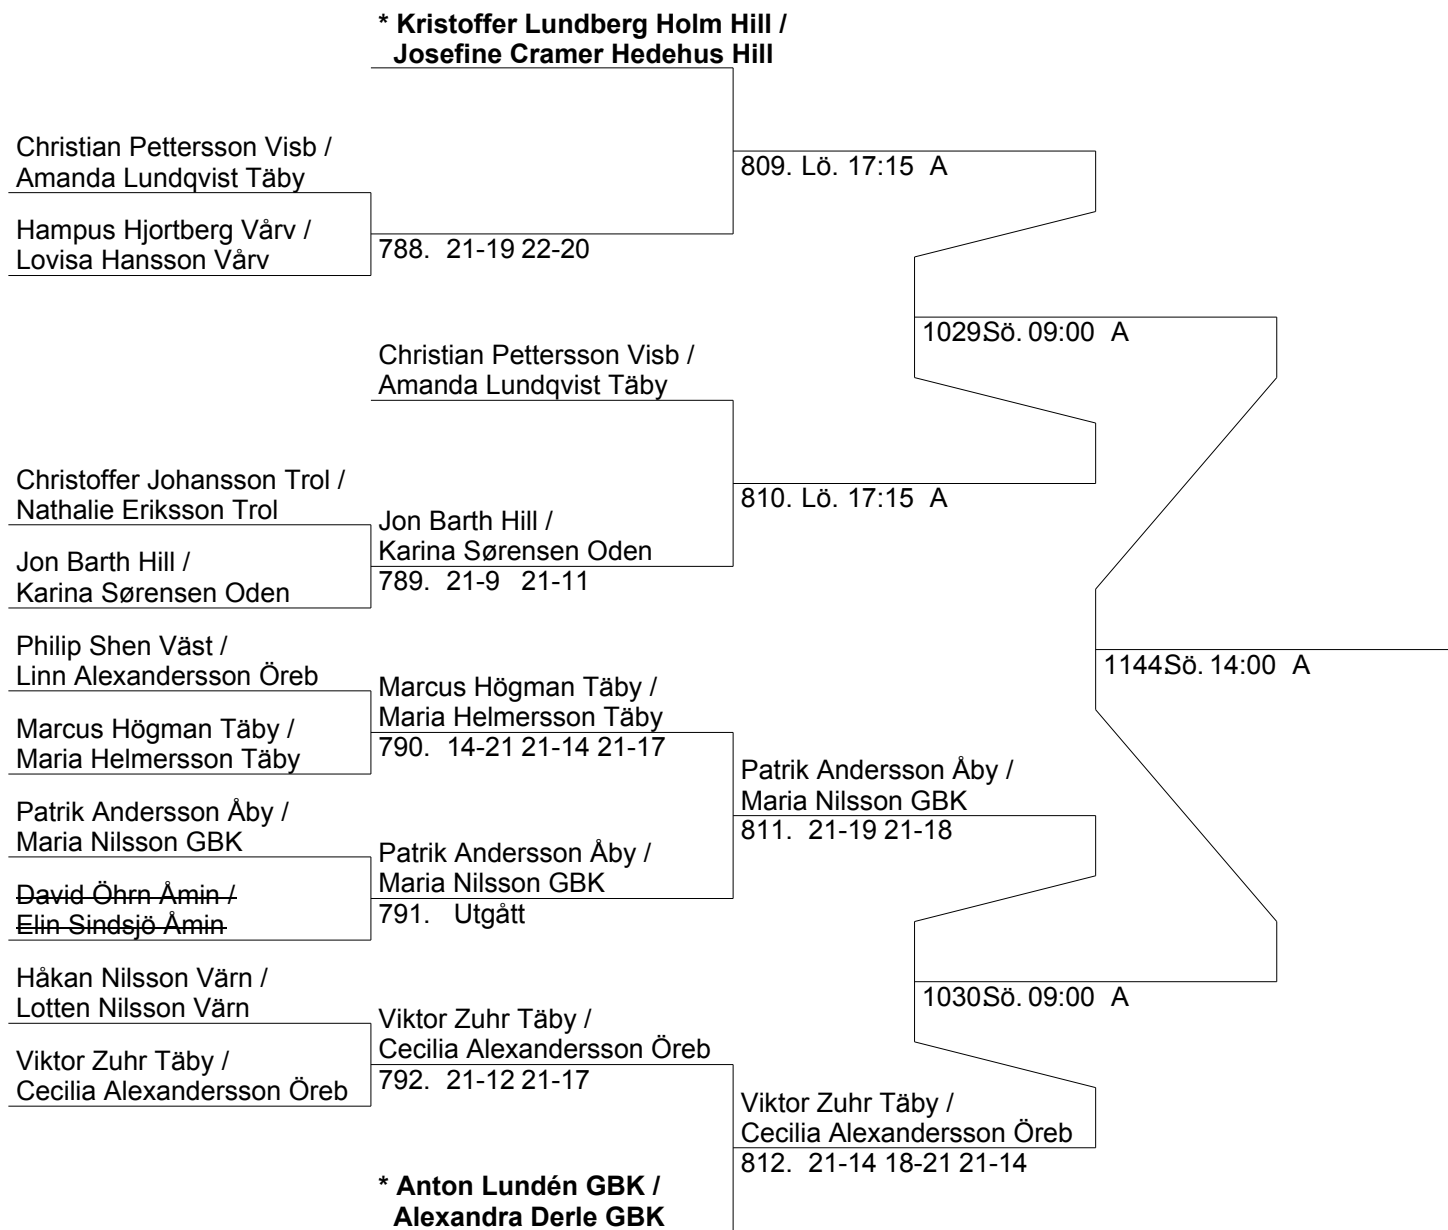 * Kristoffer Lundberg Holm Hill /
Josefine Cramer Hedehus Hill
Christian Pettersson Visb /
Amanda Lundqvist Täby
809. Lö. 17:15 A
Hampus Hjortberg Vårv /
Lovisa Hansson Vårv
788. 21-19 22-20
1029.Sö. 09:00 A
Christian Pettersson Visb /
Amanda Lundqvist Täby
Christoffer Johansson Trol /
Nathalie Eriksson Trol
810. Lö. 17:15 A
Jon Barth Hill /
Karina Sørensen Oden
789. 21-9 21-11
Jon Barth Hill /
Karina Sørensen Oden
Philip Shen Väst /
Linn Alexandersson Öreb
1144.Sö. 14:00 A
Marcus Högman Täby /
Maria Helmersson Täby
790. 14-21 21-14 21-17
Marcus Högman Täby /
Maria Helmersson Täby
Patrik Andersson Åby /
Maria Nilsson GBK
811. 21-19 21-18
Patrik Andersson Åby /
Maria Nilsson GBK
Patrik Andersson Åby /
Maria Nilsson GBK
791. Utgått
David Öhrn Åmin /
Elin Sindsjö Åmin
Håkan Nilsson Värn /
Lotten Nilsson Värn
1030.Sö. 09:00 A
Viktor Zuhr Täby /
Cecilia Alexandersson Öreb
792. 21-12 21-17
Viktor Zuhr Täby /
Cecilia Alexandersson Öreb
Viktor Zuhr Täby /
Cecilia Alexandersson Öreb
812. 21-14 18-21 21-14
* Anton Lundén GBK /
Alexandra Derle GBK